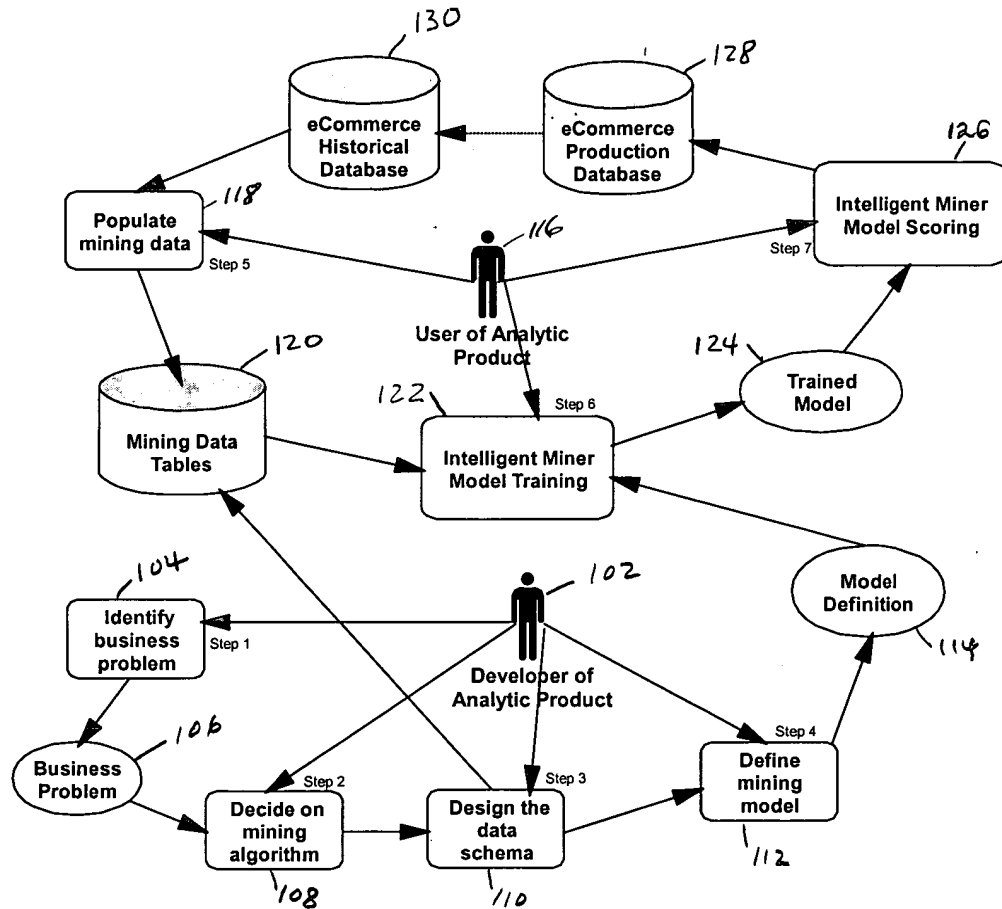 130
128
126
eCommerce
Historical
Database
eCommerce
Production
Database
118
Populate
mining data
Step 5
116
Intelligent Miner
Model Scoring
Step 7
User of Analytic
Product
120
124
Trained
Model
122
Step 6
Mining Data
Tables
Intelligent Miner
Model Training
104
102
Identify
business
problem
Step 1
Model
Definition
114
Developer of
Analytic Product
106
Business
Problem
Step 2
Decide on
mining
algorithm
108
Step 3
Design the
data
schema
110
Step 4
Define
mining
model
112